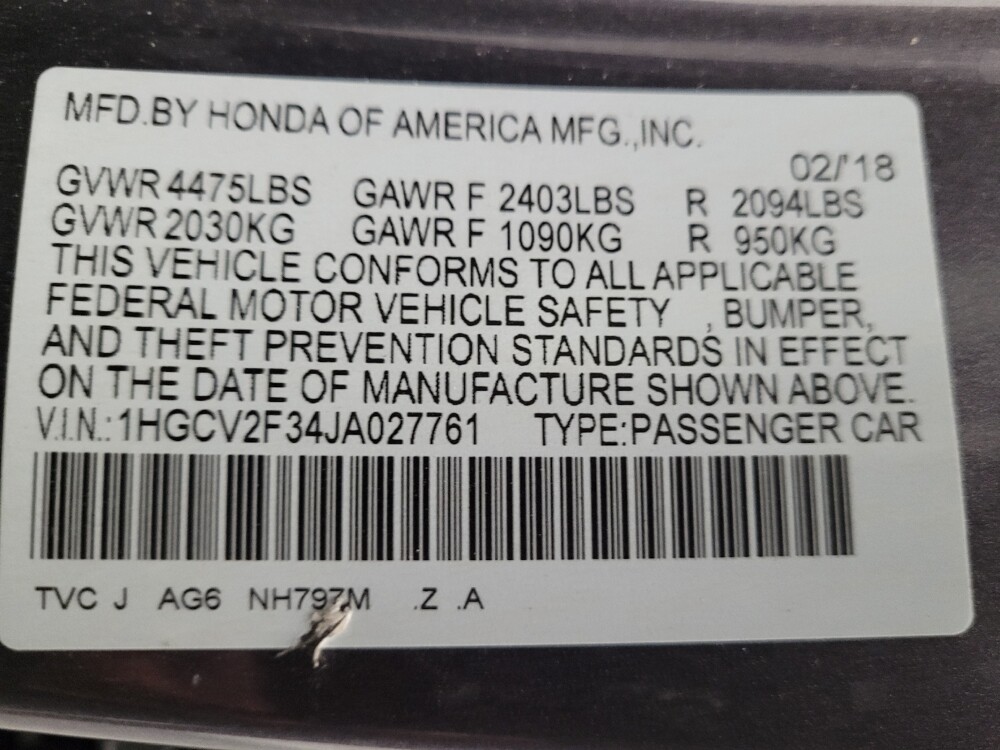 MFD.BY HONDA OF AMERICA MFG.,INC.
02/'18
GVWR 4475LBS GAWR F 2403LBS R 2094LBS
GVWR 2030KG GAWR F 1090KG R 950KG
THIS VEHICLE CONFORMS TO ALL APPLICABLE
FEDERAL MOTOR VEHICLE SAFETY , BUMPER,
AND THEFT PREVENTION STANDARDS IN EFFECT
ON THE DATE OF MANUFACTURE SHOWN ABOVE.
V.I.N.: 1HGCV2F34JA027761 TYPE:PASSENGER CAR
TVC J AG6 NH797M .Z .A